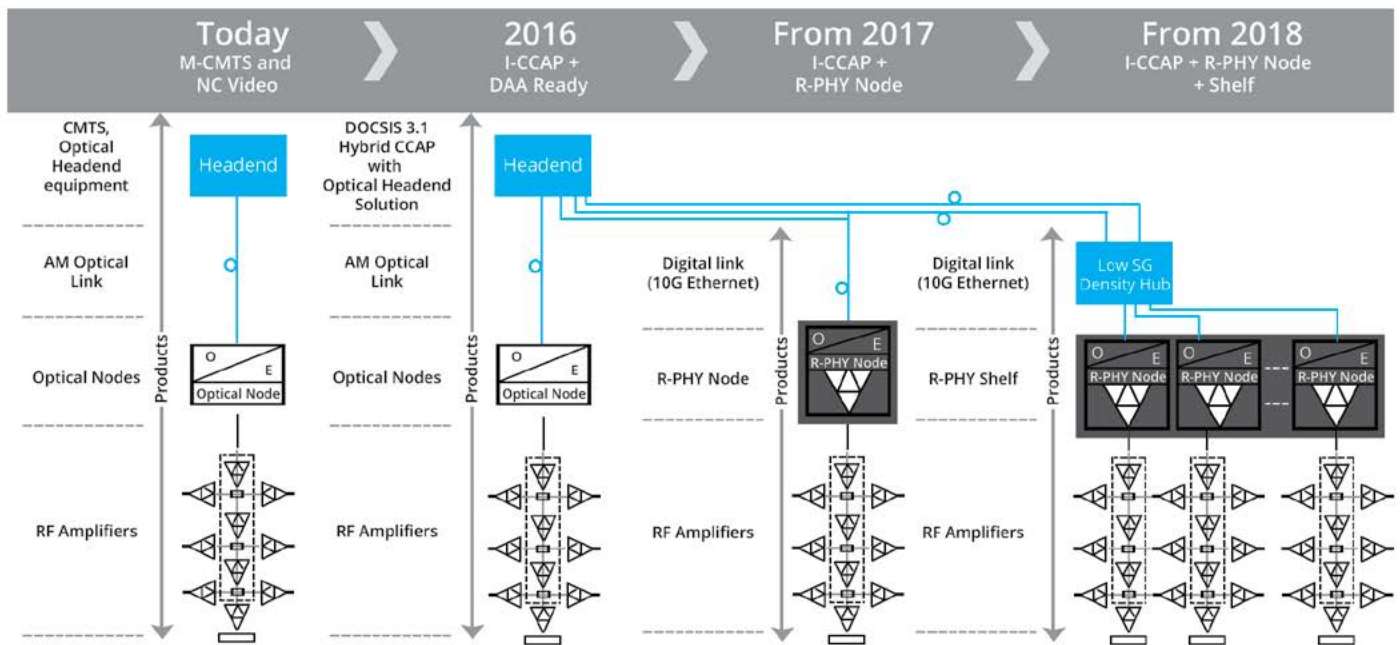 Today
M-CMTS and
NC Video
2016
I-CCAP +
DAA Ready
From 2017
I-CCAP +
R-PHY Node
From 2018
I-CCAP + R-PHY Node
+ Shelf
CMTS,
Optical
Headend
equipment
AM Optical
Link
Optical Nodes
RF Amplifiers
Products
Headend
O
E
Optical Node
DOCSIS 3.1
Hybrid CCAP
with
Optical Headend
Solution
AM Optical
Link
Optical Nodes
RF Amplifiers
Products
Headend
O
E
Optical Node
Digital link
(10G Ethernet)
R-PHY Node
RF Amplifiers
Products
O
E
R-PHY Node
Digital link
(10G Ethernet)
R-PHY Shelf
RF Amplifiers
Products
Low SG
Density Hub
O
E
R-PHY Node
O
E
R-PHY Node
O
E
R-PHY Node